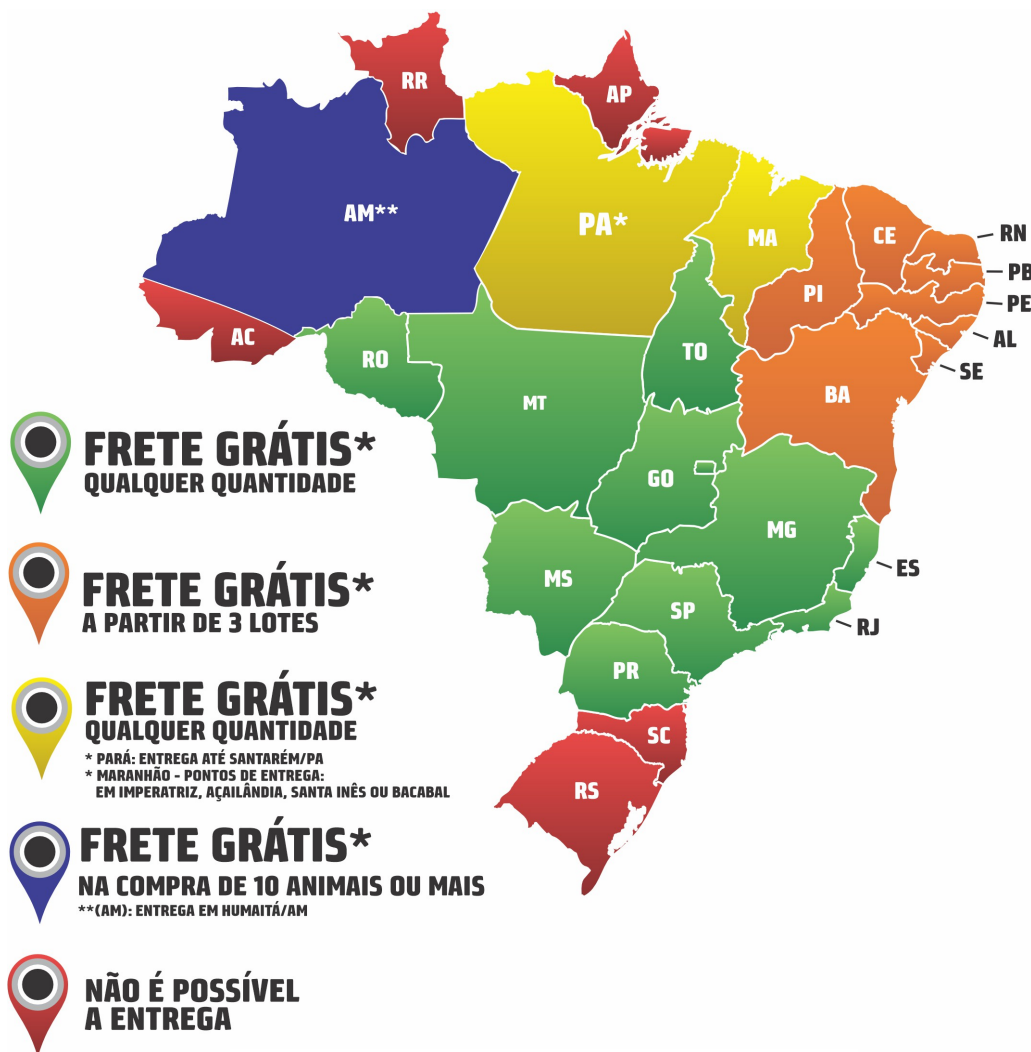 RR
AP
AM**
PA*
MA
CE
RN
PB
PI
PE
AC
RO
TO
AL
SE
MT
BA
GO
MG
MS
ES
SP
RJ
PR
SC
RS
FRETE GRÁTIS*
QUALQUER QUANTIDADE
FRETE GRÁTIS*
A PARTIR DE 3 LOTES
FRETE GRÁTIS*
QUALQUER QUANTIDADE
* PARÁ: ENTREGA ATÉ SANTARÉM/PA
* MARANHÃO - PONTOS DE ENTREGA:
EM IMPERATRIZ, AÇAILÂNDIA, SANTA INÊS OU BACABAL
FRETE GRÁTIS*
NA COMPRA DE 10 ANIMAIS OU MAIS
**(AM): ENTREGA EM HUMAITÁ/AM
NÃO É POSSÍVEL
A ENTREGA